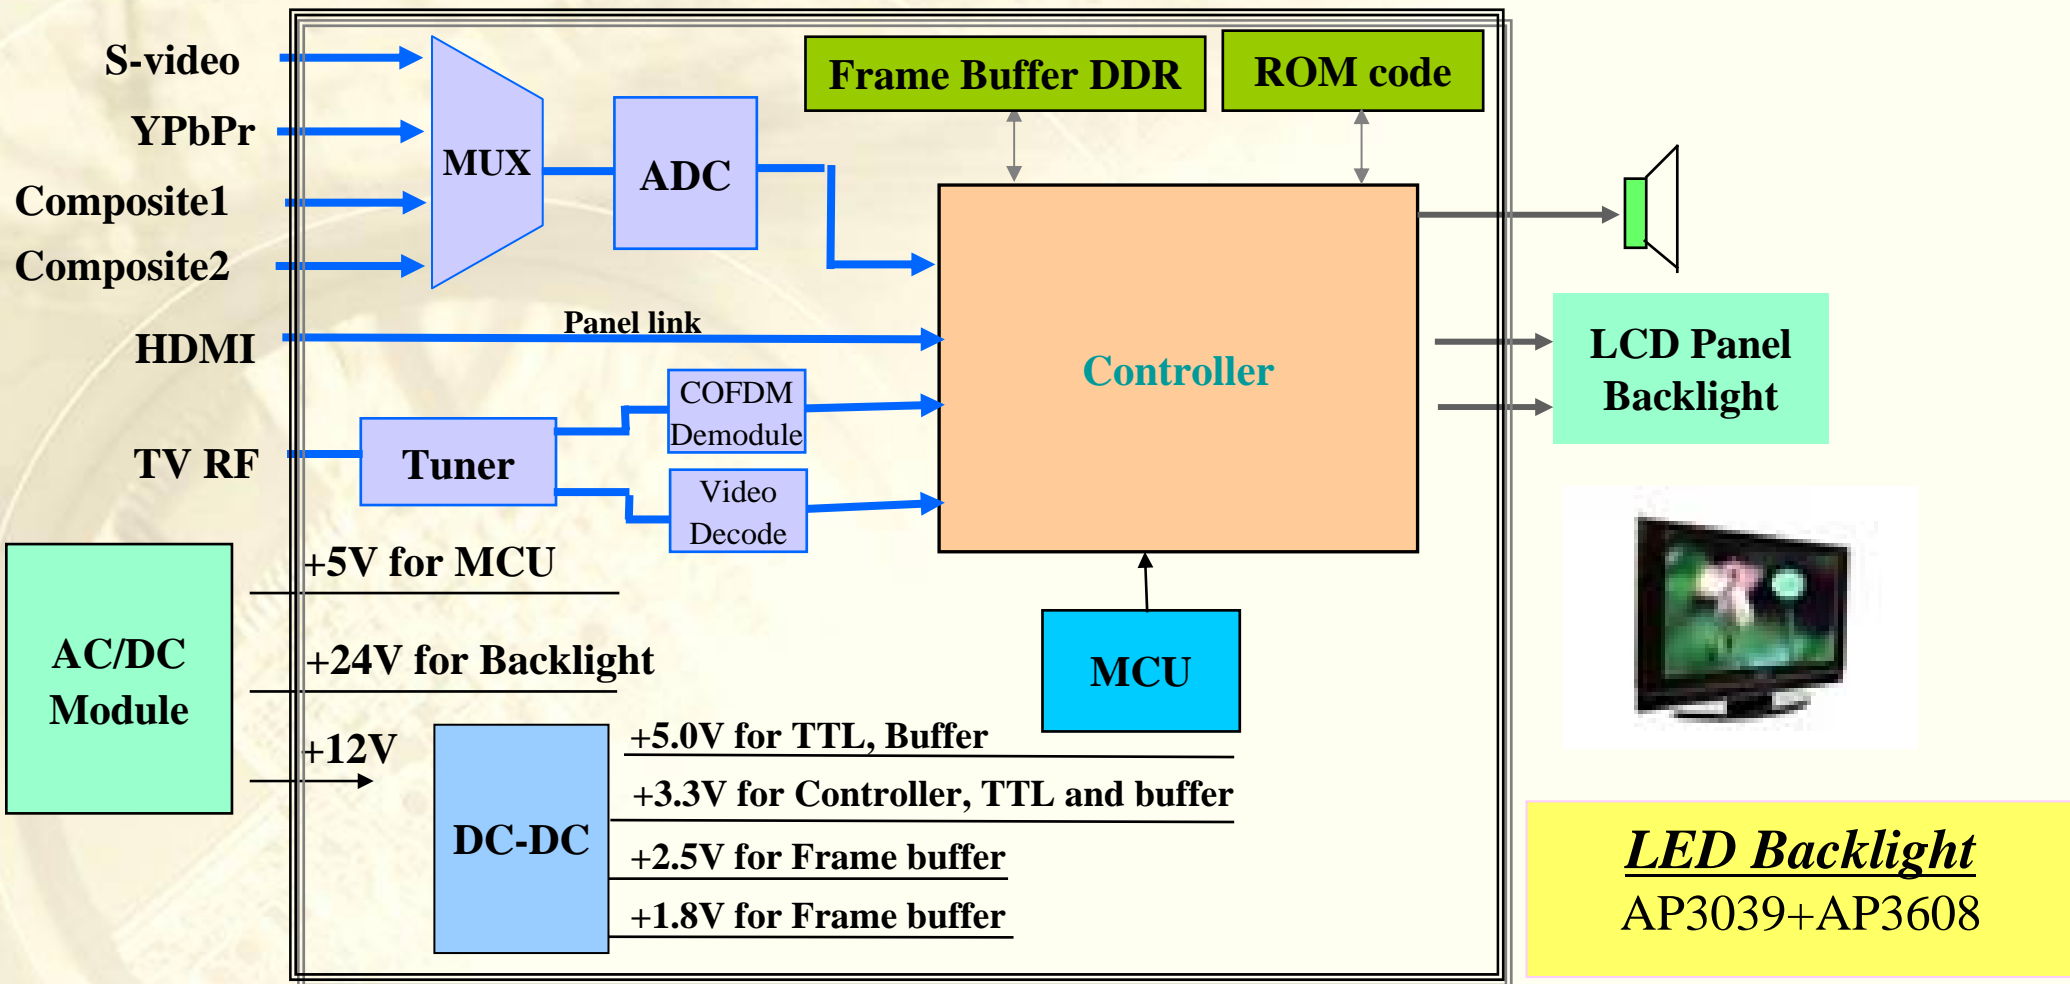 S-video
YPbPr
Composite1
Composite2
HDMI
TV RF
MUX
ADC
Frame Buffer DDR
ROM code
Panel link
Controller
COFDM
Demodule
Tuner
Video
Decode
LCD Panel
Backlight
AC/DC
Module
+5V for MCU
+24V for Backlight
+12V
MCU
DC-DC
+5.0V for TTL, Buffer
+3.3V for Controller, TTL and buffer
+2.5V for Frame buffer
+1.8V for Frame buffer
LED Backlight
AP3039+AP3608